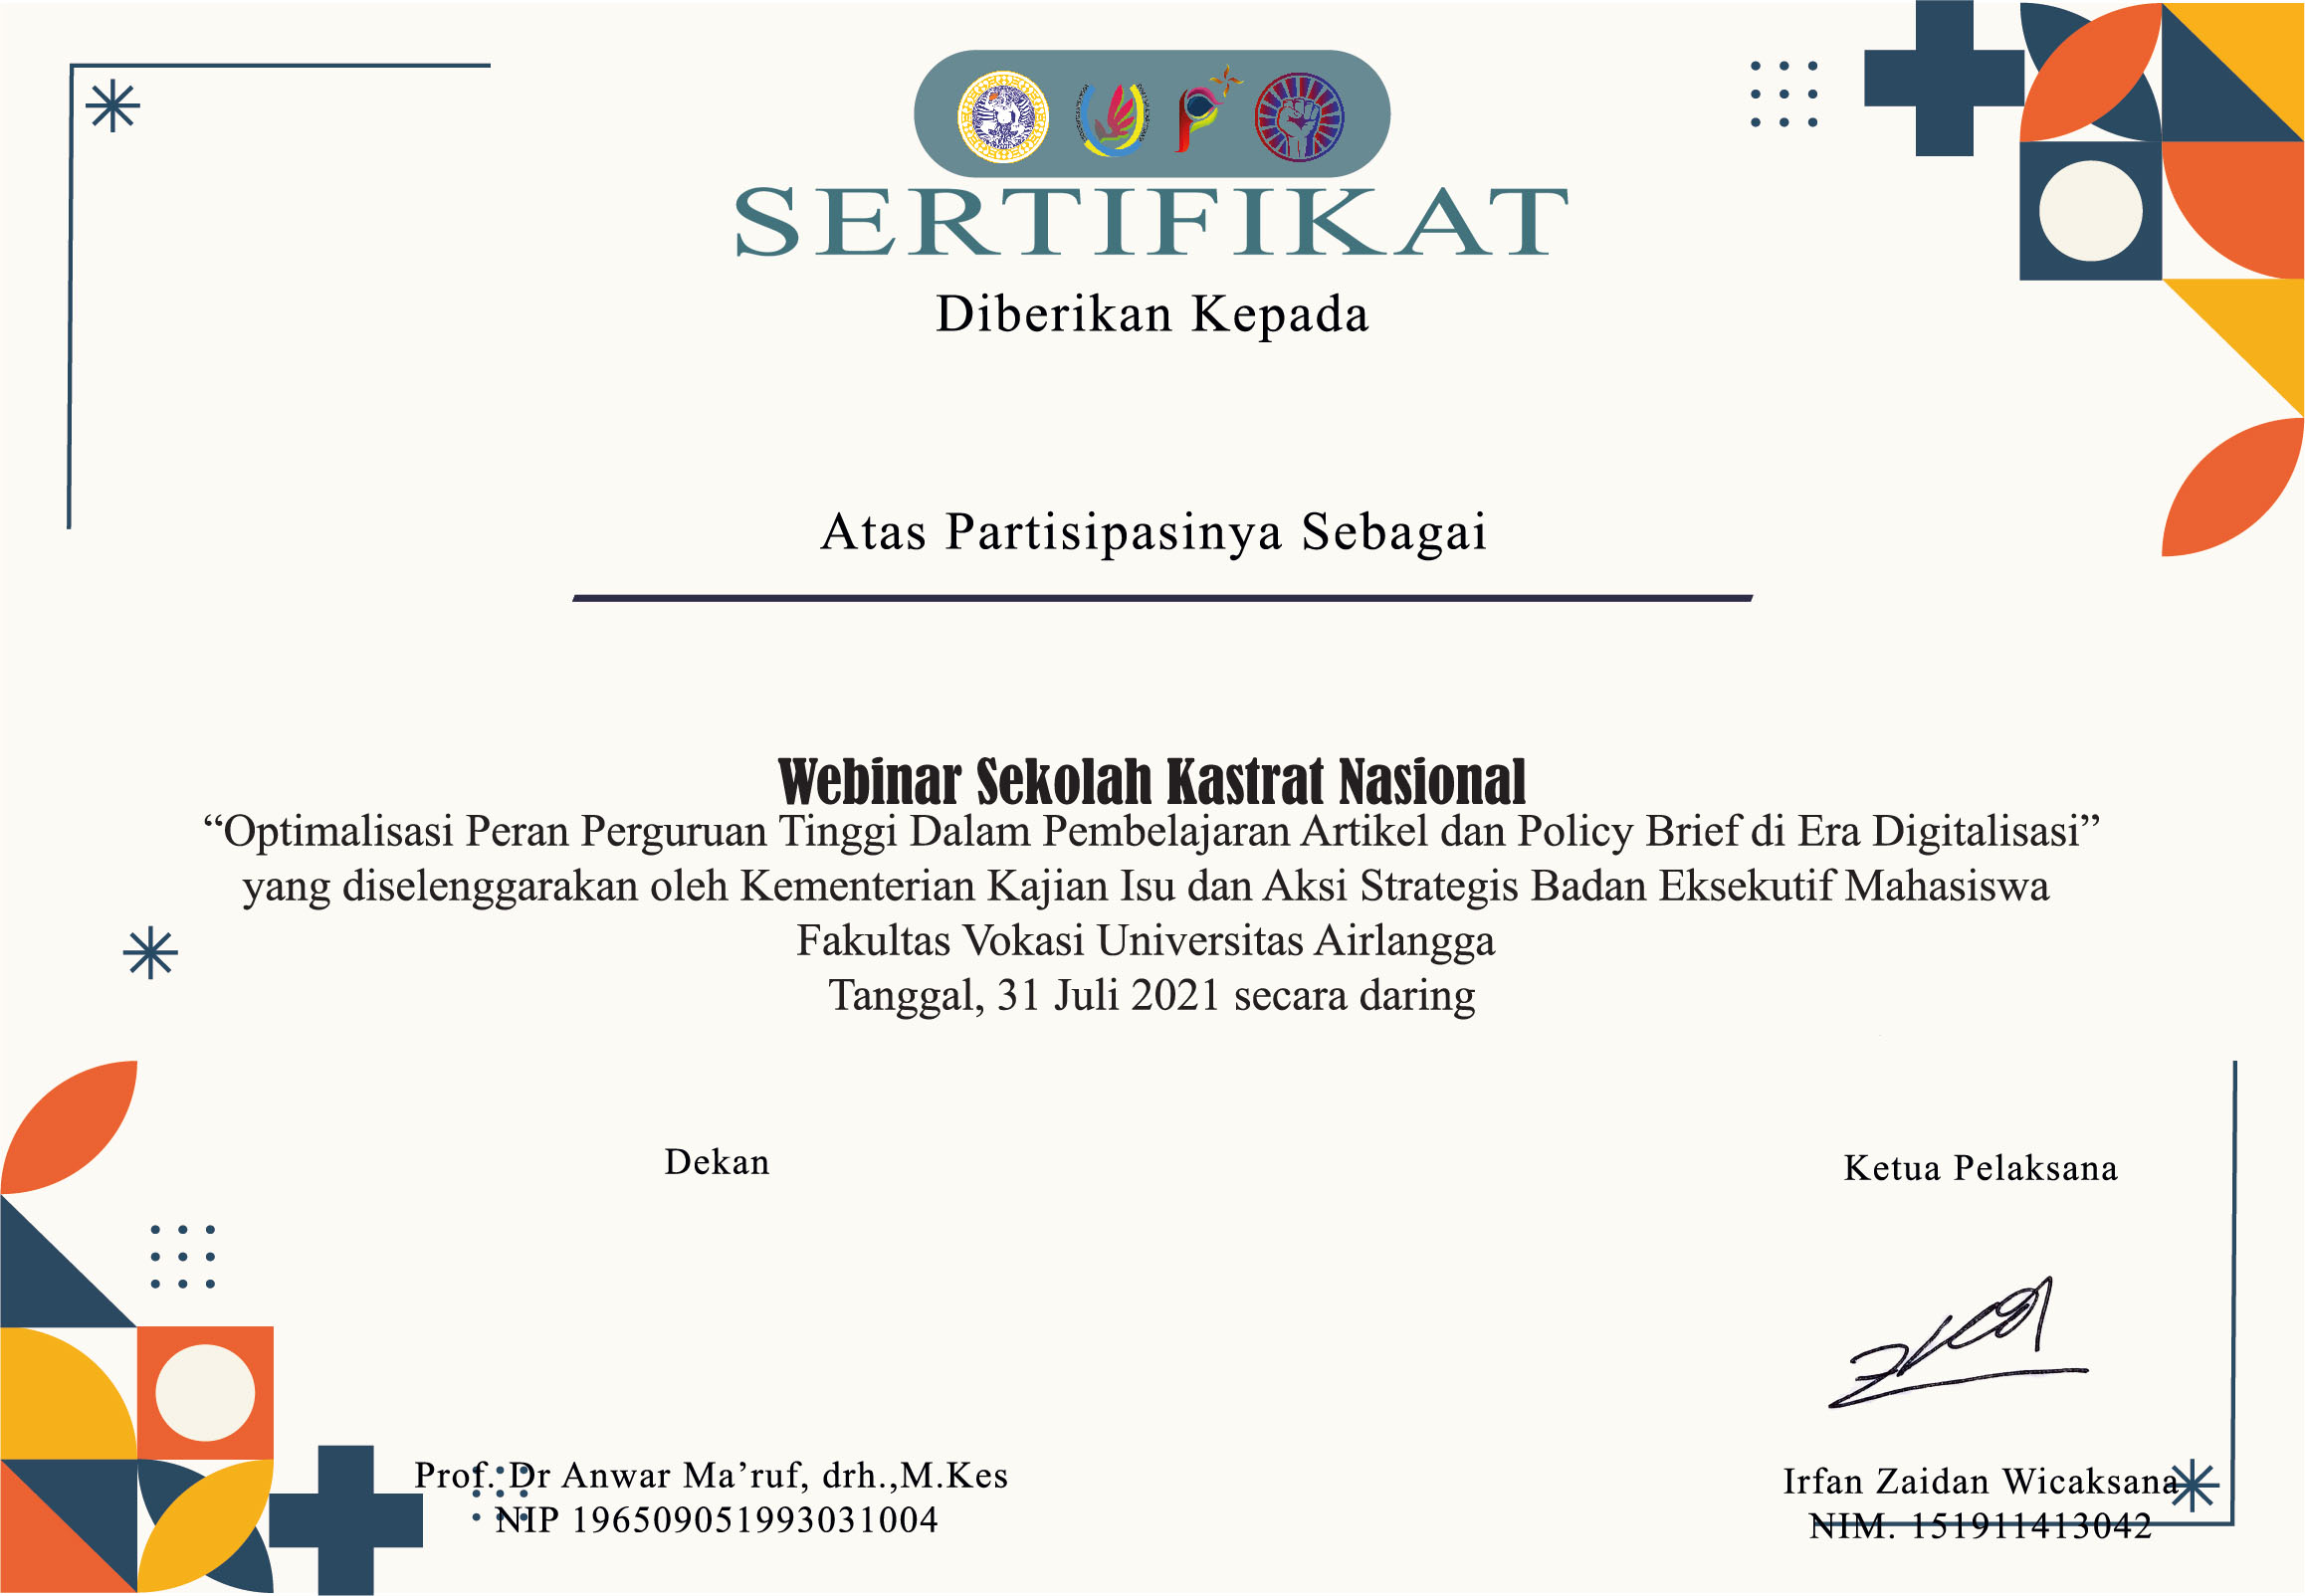 SERTIFIKAT
Diberikan Kepada
Atas Partisipasinya Sebagai
Webinar Sekolah Kastrat Nasional
“Optimalisasi Peran Perguruan Tinggi Dalam Pembelajaran Artikel dan Policy Brief di Era Digitalisasi”
yang diselenggarakan oleh Kementerian Kajian Isu dan Aksi Strategis Badan Eksekutif Mahasiswa
Fakultas Vokasi Universitas Airlangga
Tanggal, 31 Juli 2021 secara daring
Dekan
Prof. Dr Anwar Ma’ruf, drh.,M.Kes
NIP 196509051993031004
Ketua Pelaksana
Irfan Zaidan Wicaksana
NIM. 151911413042